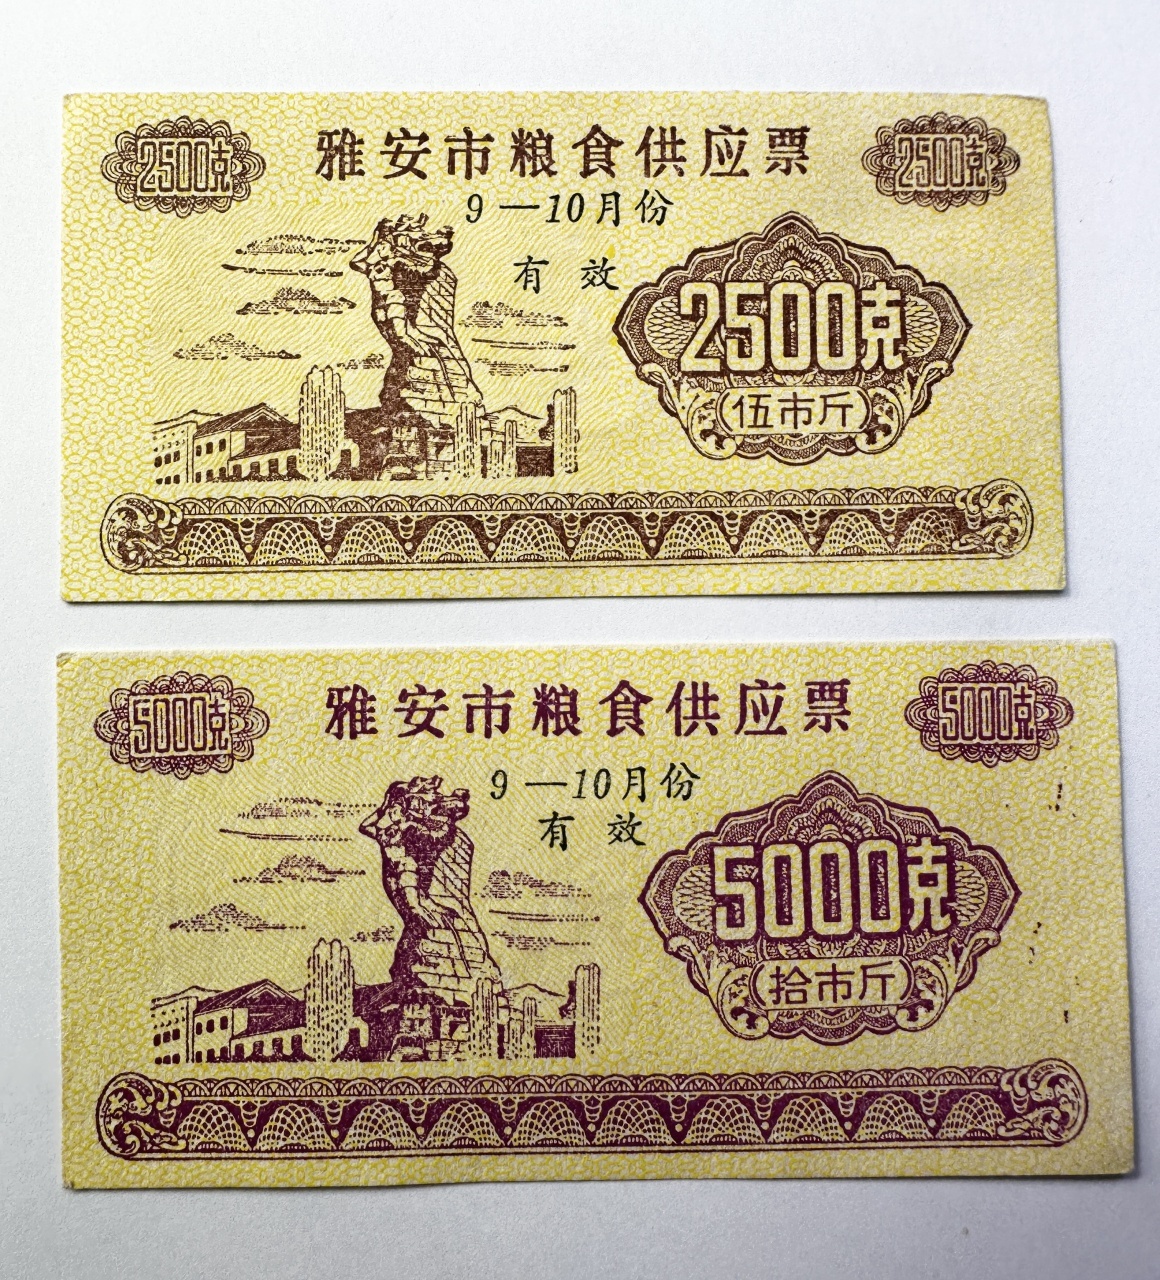 2500克 雅安市粮食供应票 2500克
9—10月份
有效
2500克
伍市斤
5000克 雅安市粮食供应票 5000克
9—10月份
有效
5000克
拾市斤